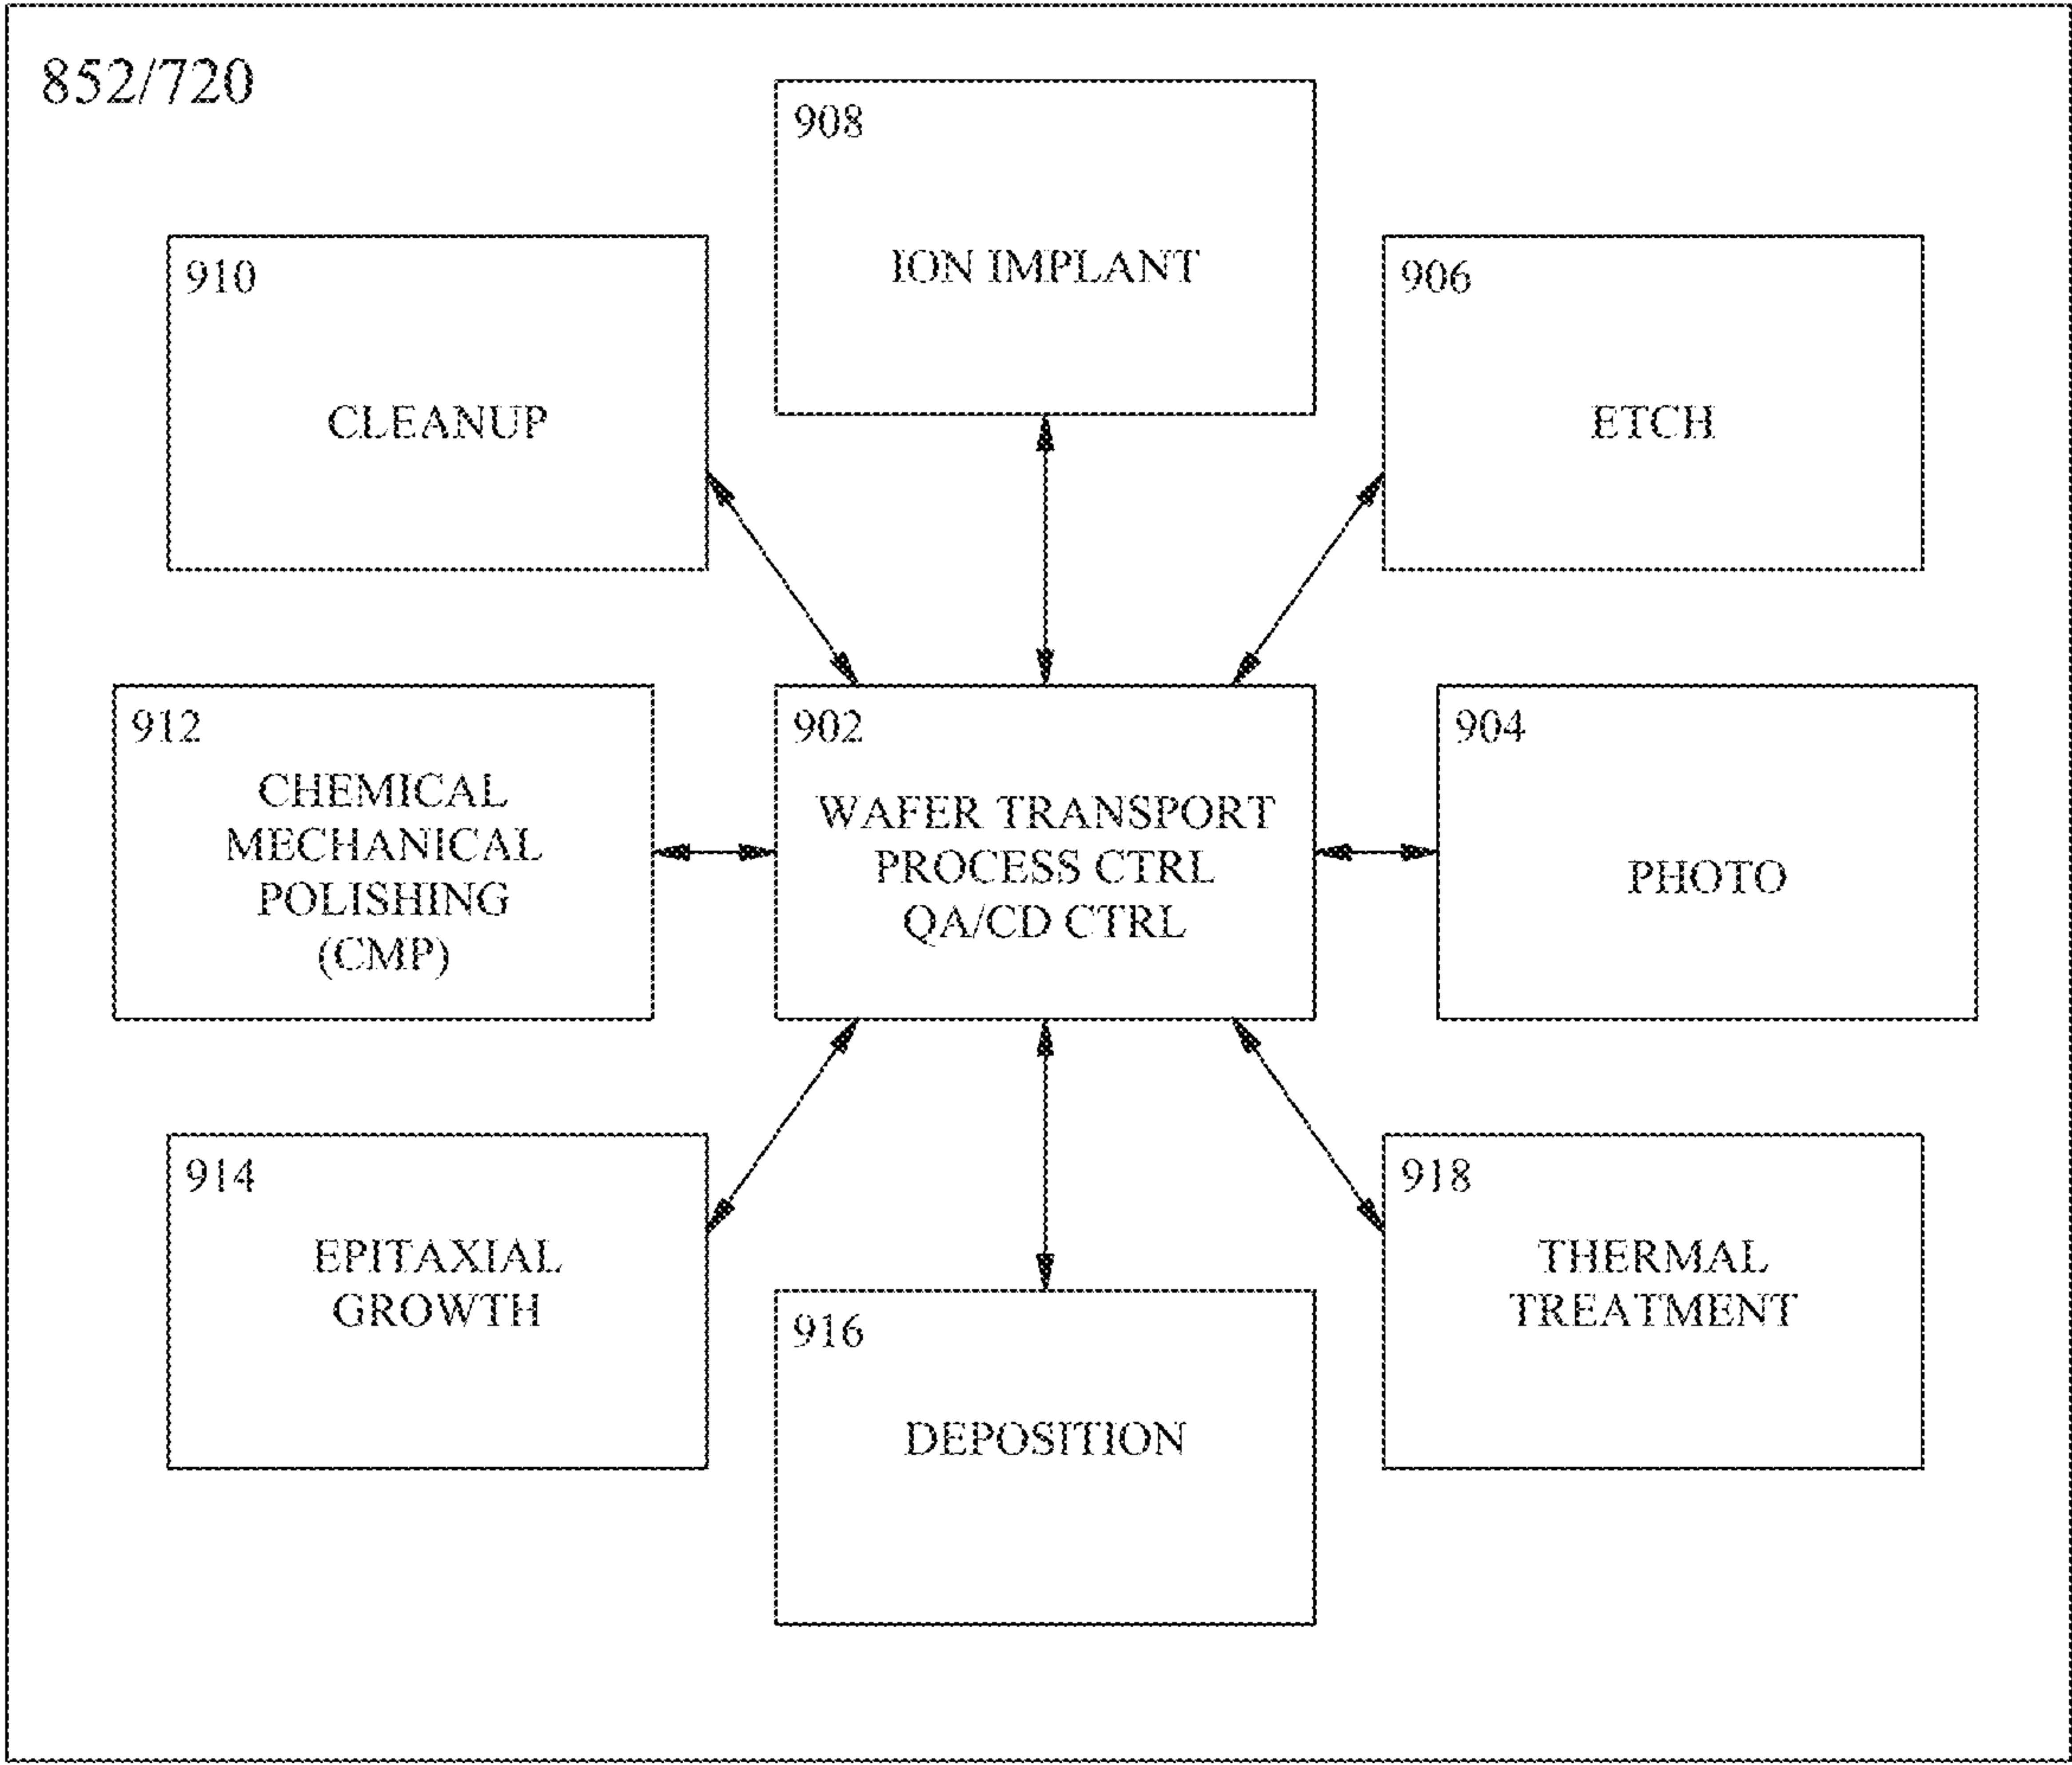 852/720
908
ION IMPLANT
910
CLEANUP
906
ETCH
912
CHEMICAL
MECHANICAL
POLISHING
(CMP)
902
WAFER TRANSPORT
PROCESS CTRL
QA/CD CTRL
904
PHOTO
914
EPITAXIAL
GROWTH
916
DEPOSITION
918
THERMAL
TREATMENT